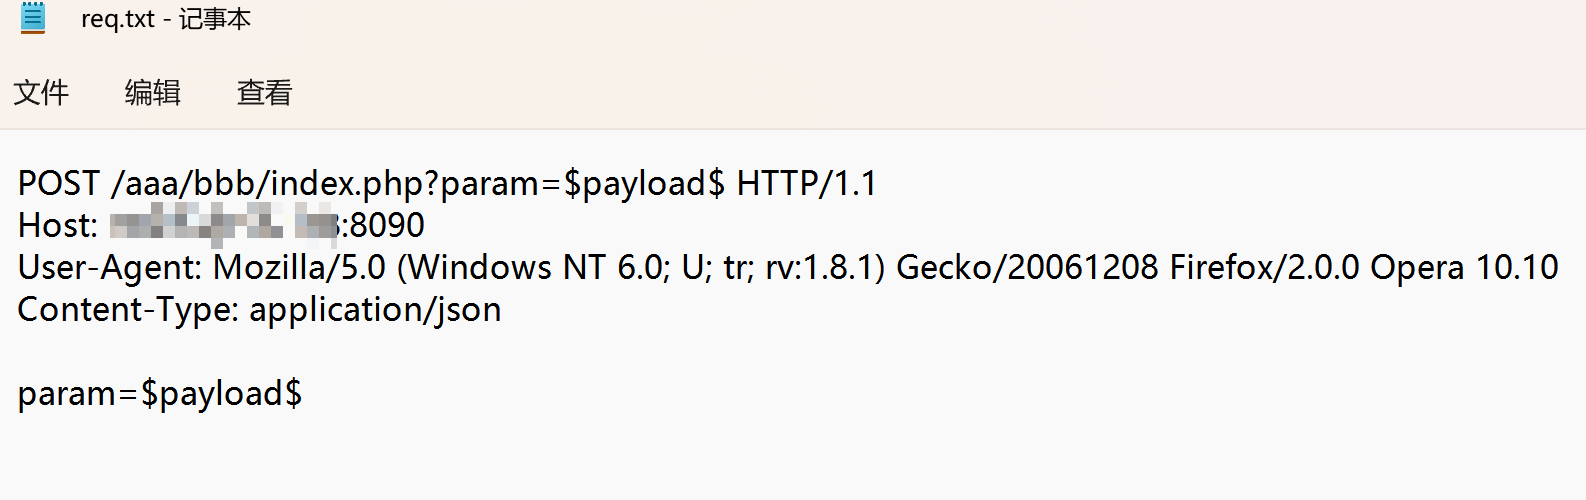 req.txt - 记事本
文件 编辑 查看
POST /aaa/bbb/index.php?param=$payload$ HTTP/1.1
Host: :8090
User-Agent: Mozilla/5.0 (Windows NT 6.0; U; tr; rv:1.8.1) Gecko/20061208 Firefox/2.0.0 Opera 10.10
Content-Type: application/json
param=$payload$